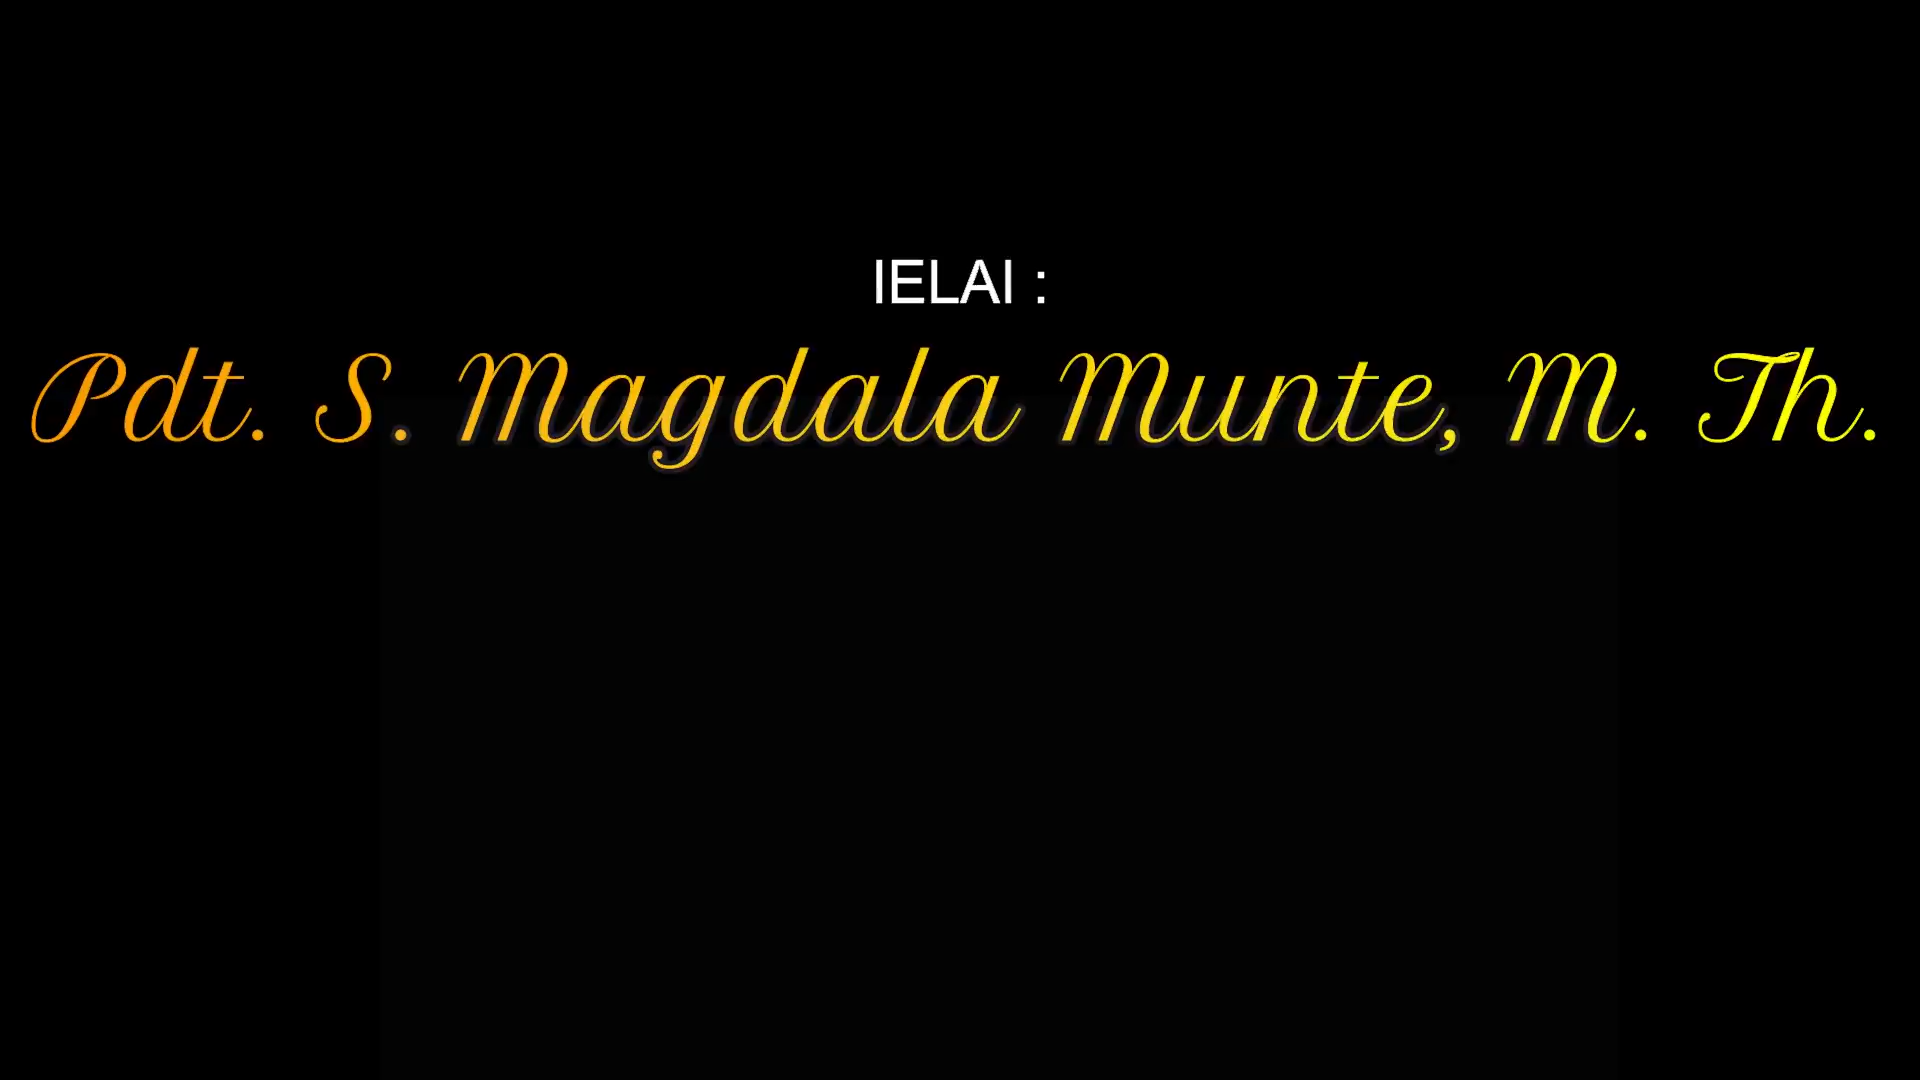 IELAI :
Pdt. S. Magdala Munte, M. Th.